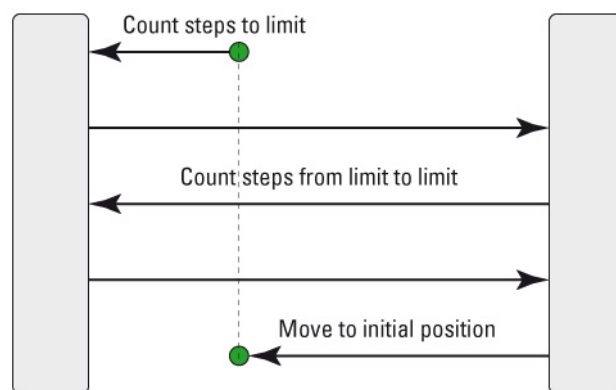 Count steps to limit
Count steps from limit to limit
Move to initial position